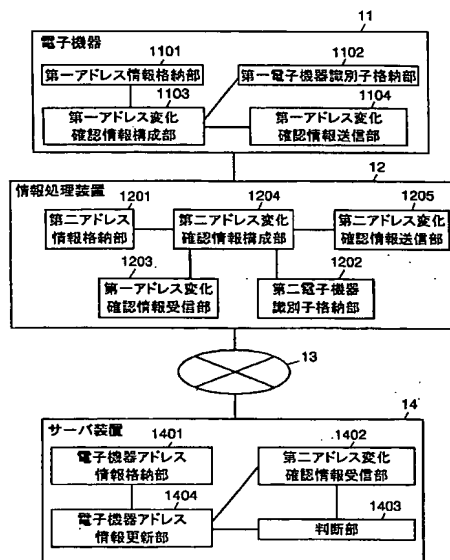 11
電子機器
1101
1102
第一アドレス情報格納部
第一電子機器識別子格納部
1103
1104
第一アドレス変化
確認情報構成部
第一アドレス変化
確認情報送信部
12
情報処理装置
1201
1204
1205
第二アドレス
情報格納部
第二アドレス変化
確認情報構成部
第二アドレス変化
確認情報送信部
1203
1202
第一アドレス変化
確認情報受信部
第二電子機器
識別子格納部
13
14
サーバ装置
1401
1402
電子機器アドレス
情報格納部
第二アドレス変化
確認情報受信部
1404
1403
電子機器アドレス
情報更新部
判断部